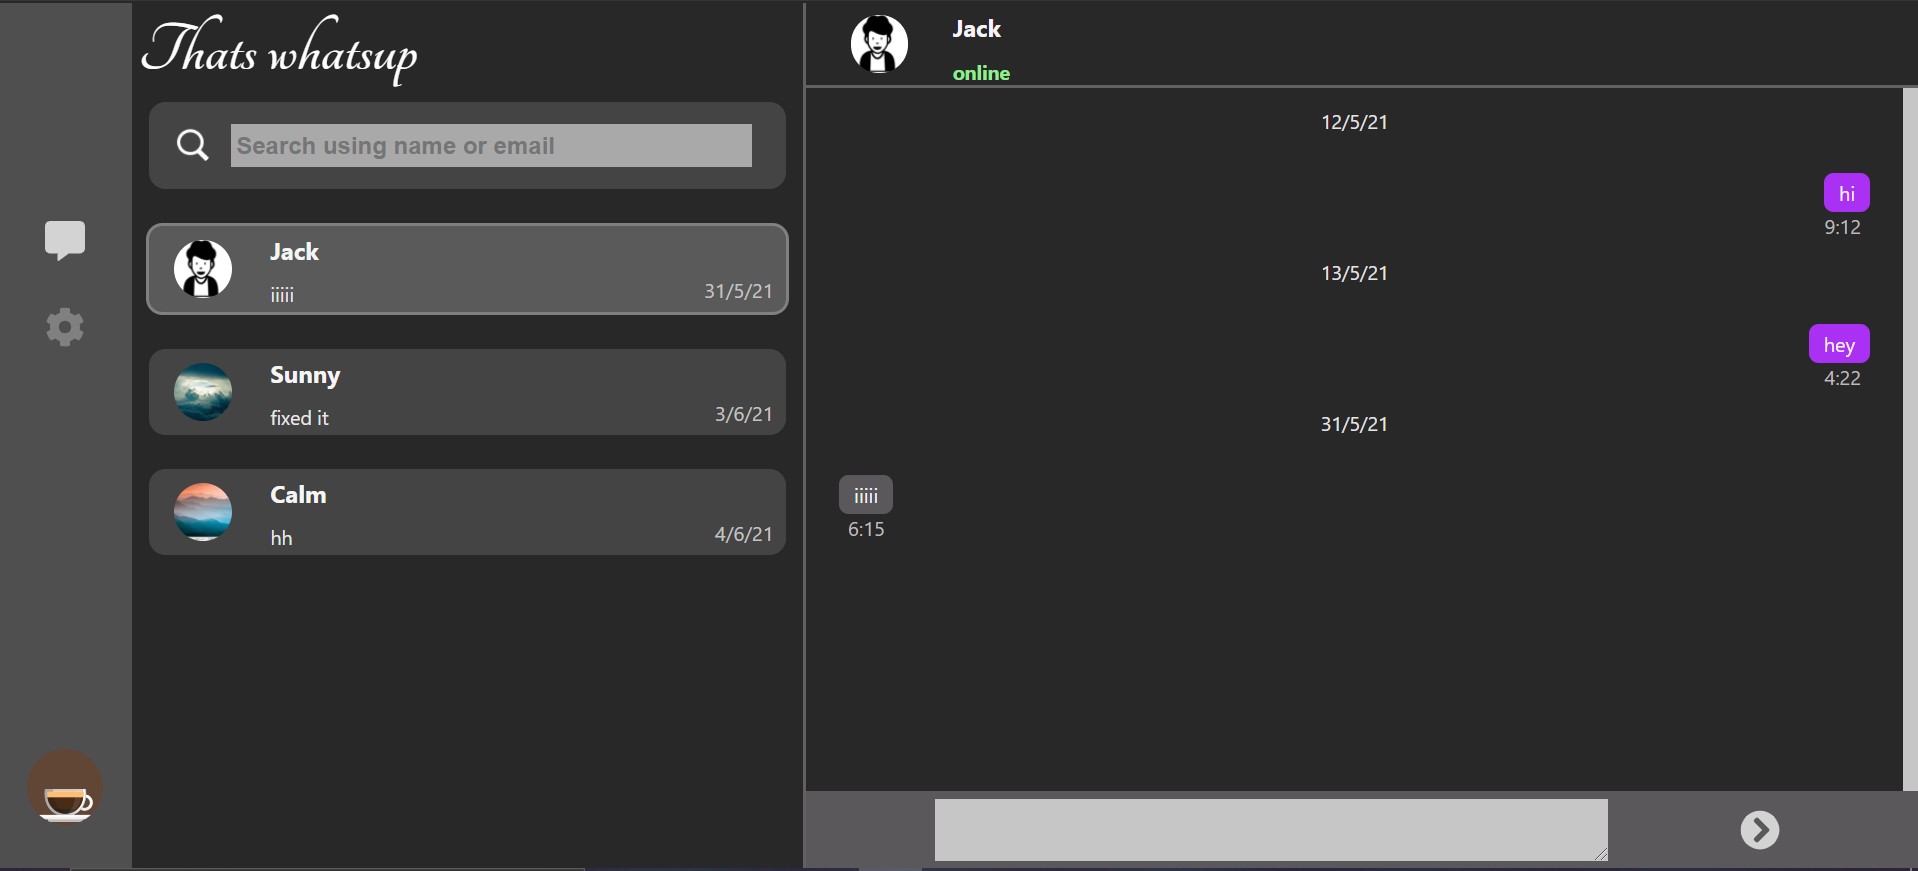 Thats whatsup
Search using name or email
Jack
iiiii
31/5/21
Sunny
fixed it
3/6/21
Calm
hh
4/6/21
Jack
online
12/5/21
hi
9:12
13/5/21
hey
4:22
31/5/21
iiiii
6:15